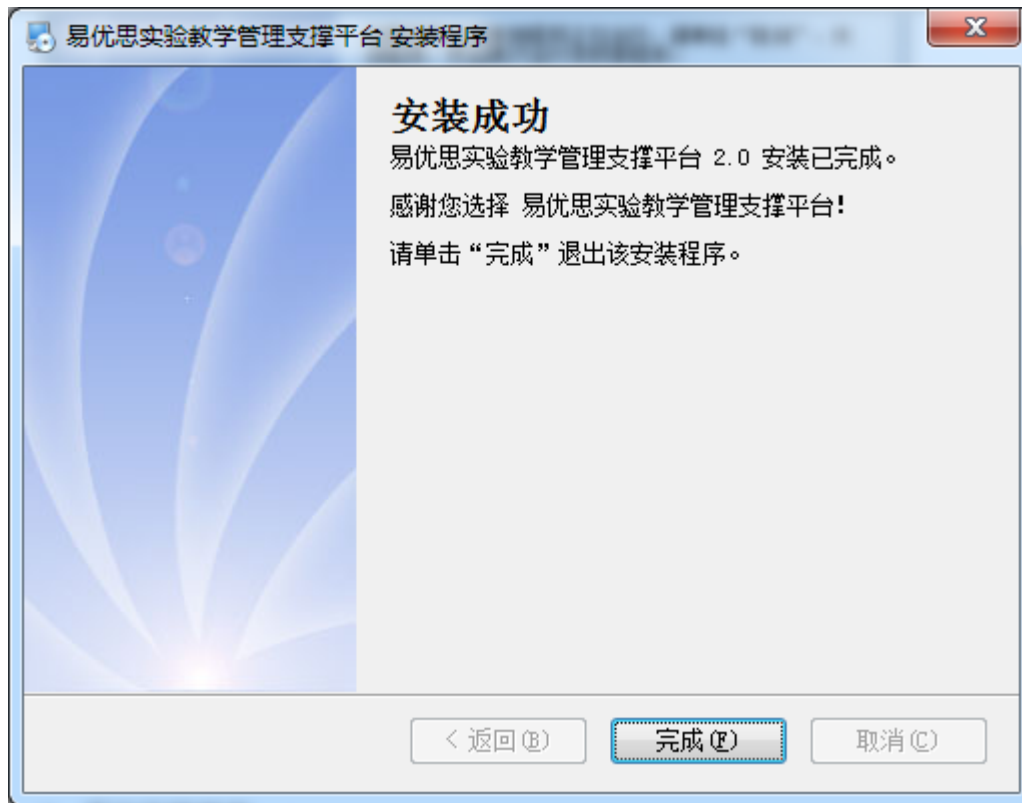 易优思实验教学管理支撑平台 安装程序
安装成功
易优思实验教学管理支撑平台 2.0 安装已完成。
感谢您选择 易优思实验教学管理支撑平台!
请单击“完成”退出该安装程序。
< 返回(B)
完成(F)
取消(C)